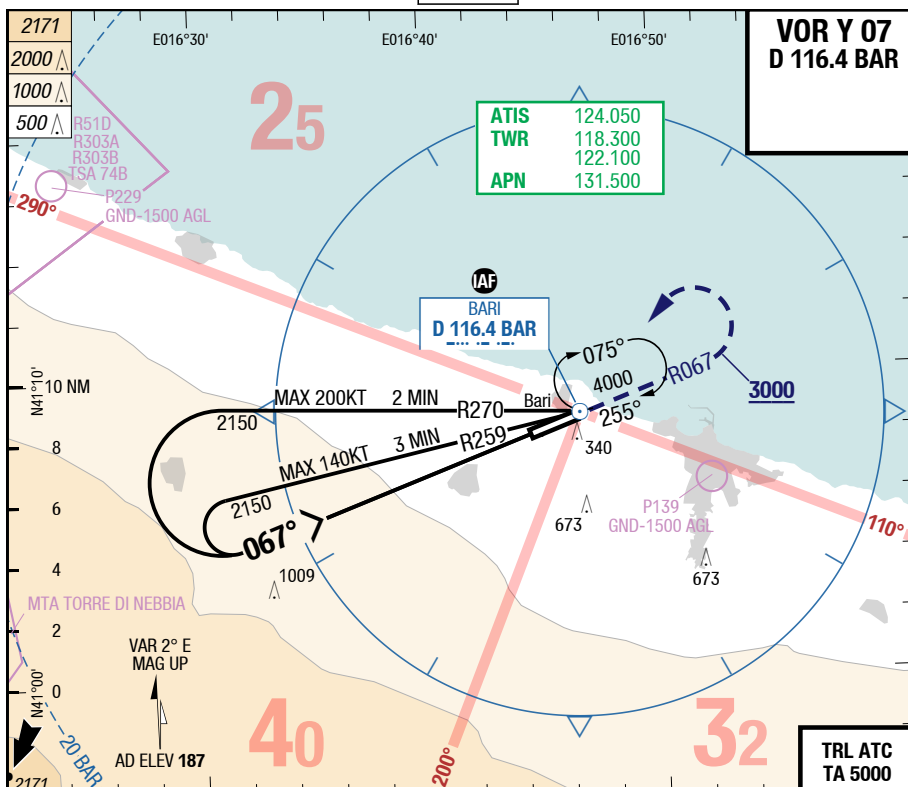 2171
2000
1000
500
E016°30'
E016°40'
E016°50'
VOR Y 07
D 116.4 BAR
25
ATIS 124.050
TWR 118.300
122.100
APN 131.500
R51D
R303A
R303B
TSA 74B
P229
GND-1500 AGL
290°
IAF
BARI
D 116.4 BAR
075°
4000
R067
255°
3000
N41°10'
10 NM
MAX 200KT 2 MIN
R270
Bari
2150
340
8
MAX 140KT 3 MIN
R259
6
2150
067°
P139
GND-1500 AGL
673
110°
4
1009
673
MTA TORRE DI NEBBIA
2
VAR 2° E
MAG UP
N41°00'
0
40
32
20 BAR
AD ELEV 187
200°
TRL ATC
TA 5000
2171